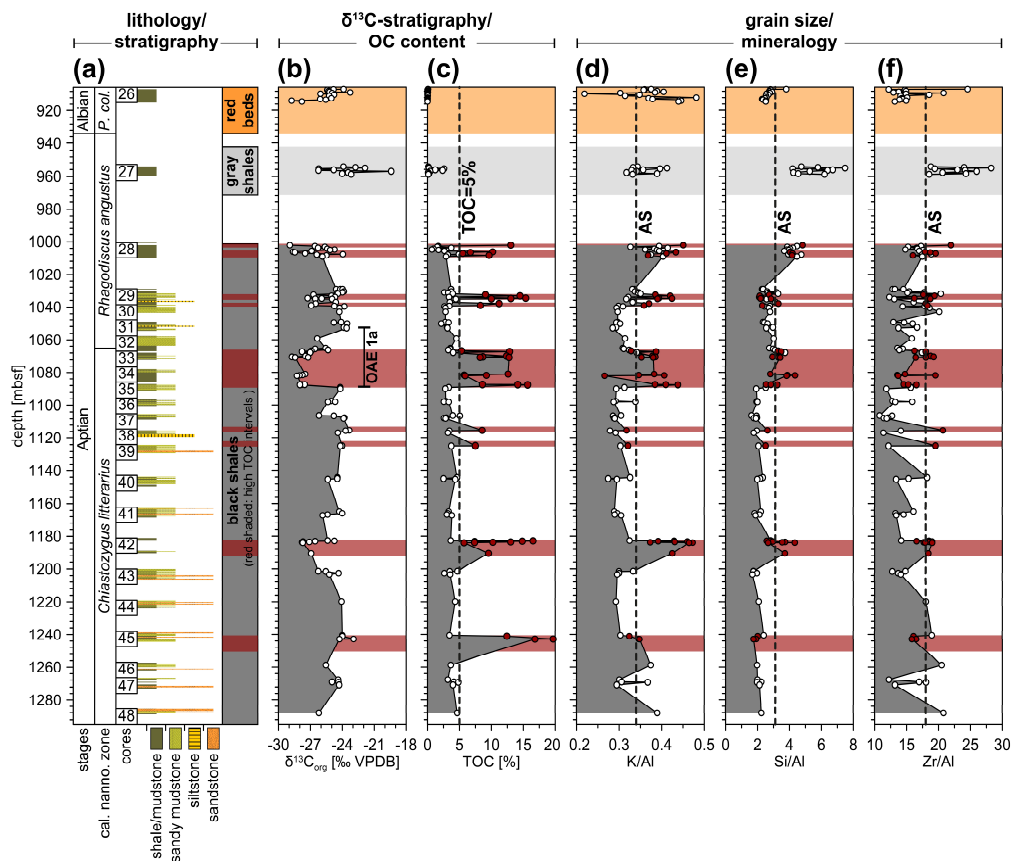 lithology/
stratigraphy
δ¹³C-stratigraphy/
OC content
grain size/
mineralogy
(a)
(b)
(c)
(d)
(e)
(f)
920
940
960
980
1000
1020
1040
1060
1080
1100
1120
1140
1160
1180
1200
1220
1240
1260
1280
depth [mbsf]
Albian
Aptian
P. col.
Rhagodiscus angustus
Chiastozygus litterarius
26
27
28
29
30
31
32
33
34
35
36
37
38
39
40
41
42
43
44
45
46
47
48
red
beds
gray
shales
black shales
(red shaded: high TOC intervals)
OAE 1a
TOC=5%
AS
AS
AS
-30 -27 -24 -21 -18
δ¹³Corg [‰ VPDB]
0 5 10 15 20
TOC [%]
0.2 0.3 0.4 0.5
K/Al
0 2 4 6 8
Si/Al
10 15 20 25 30
Zr/Al
stages
cal. nanno. zone
cores
shale/mudstone
sandy mudstone
siltstone
sandstone